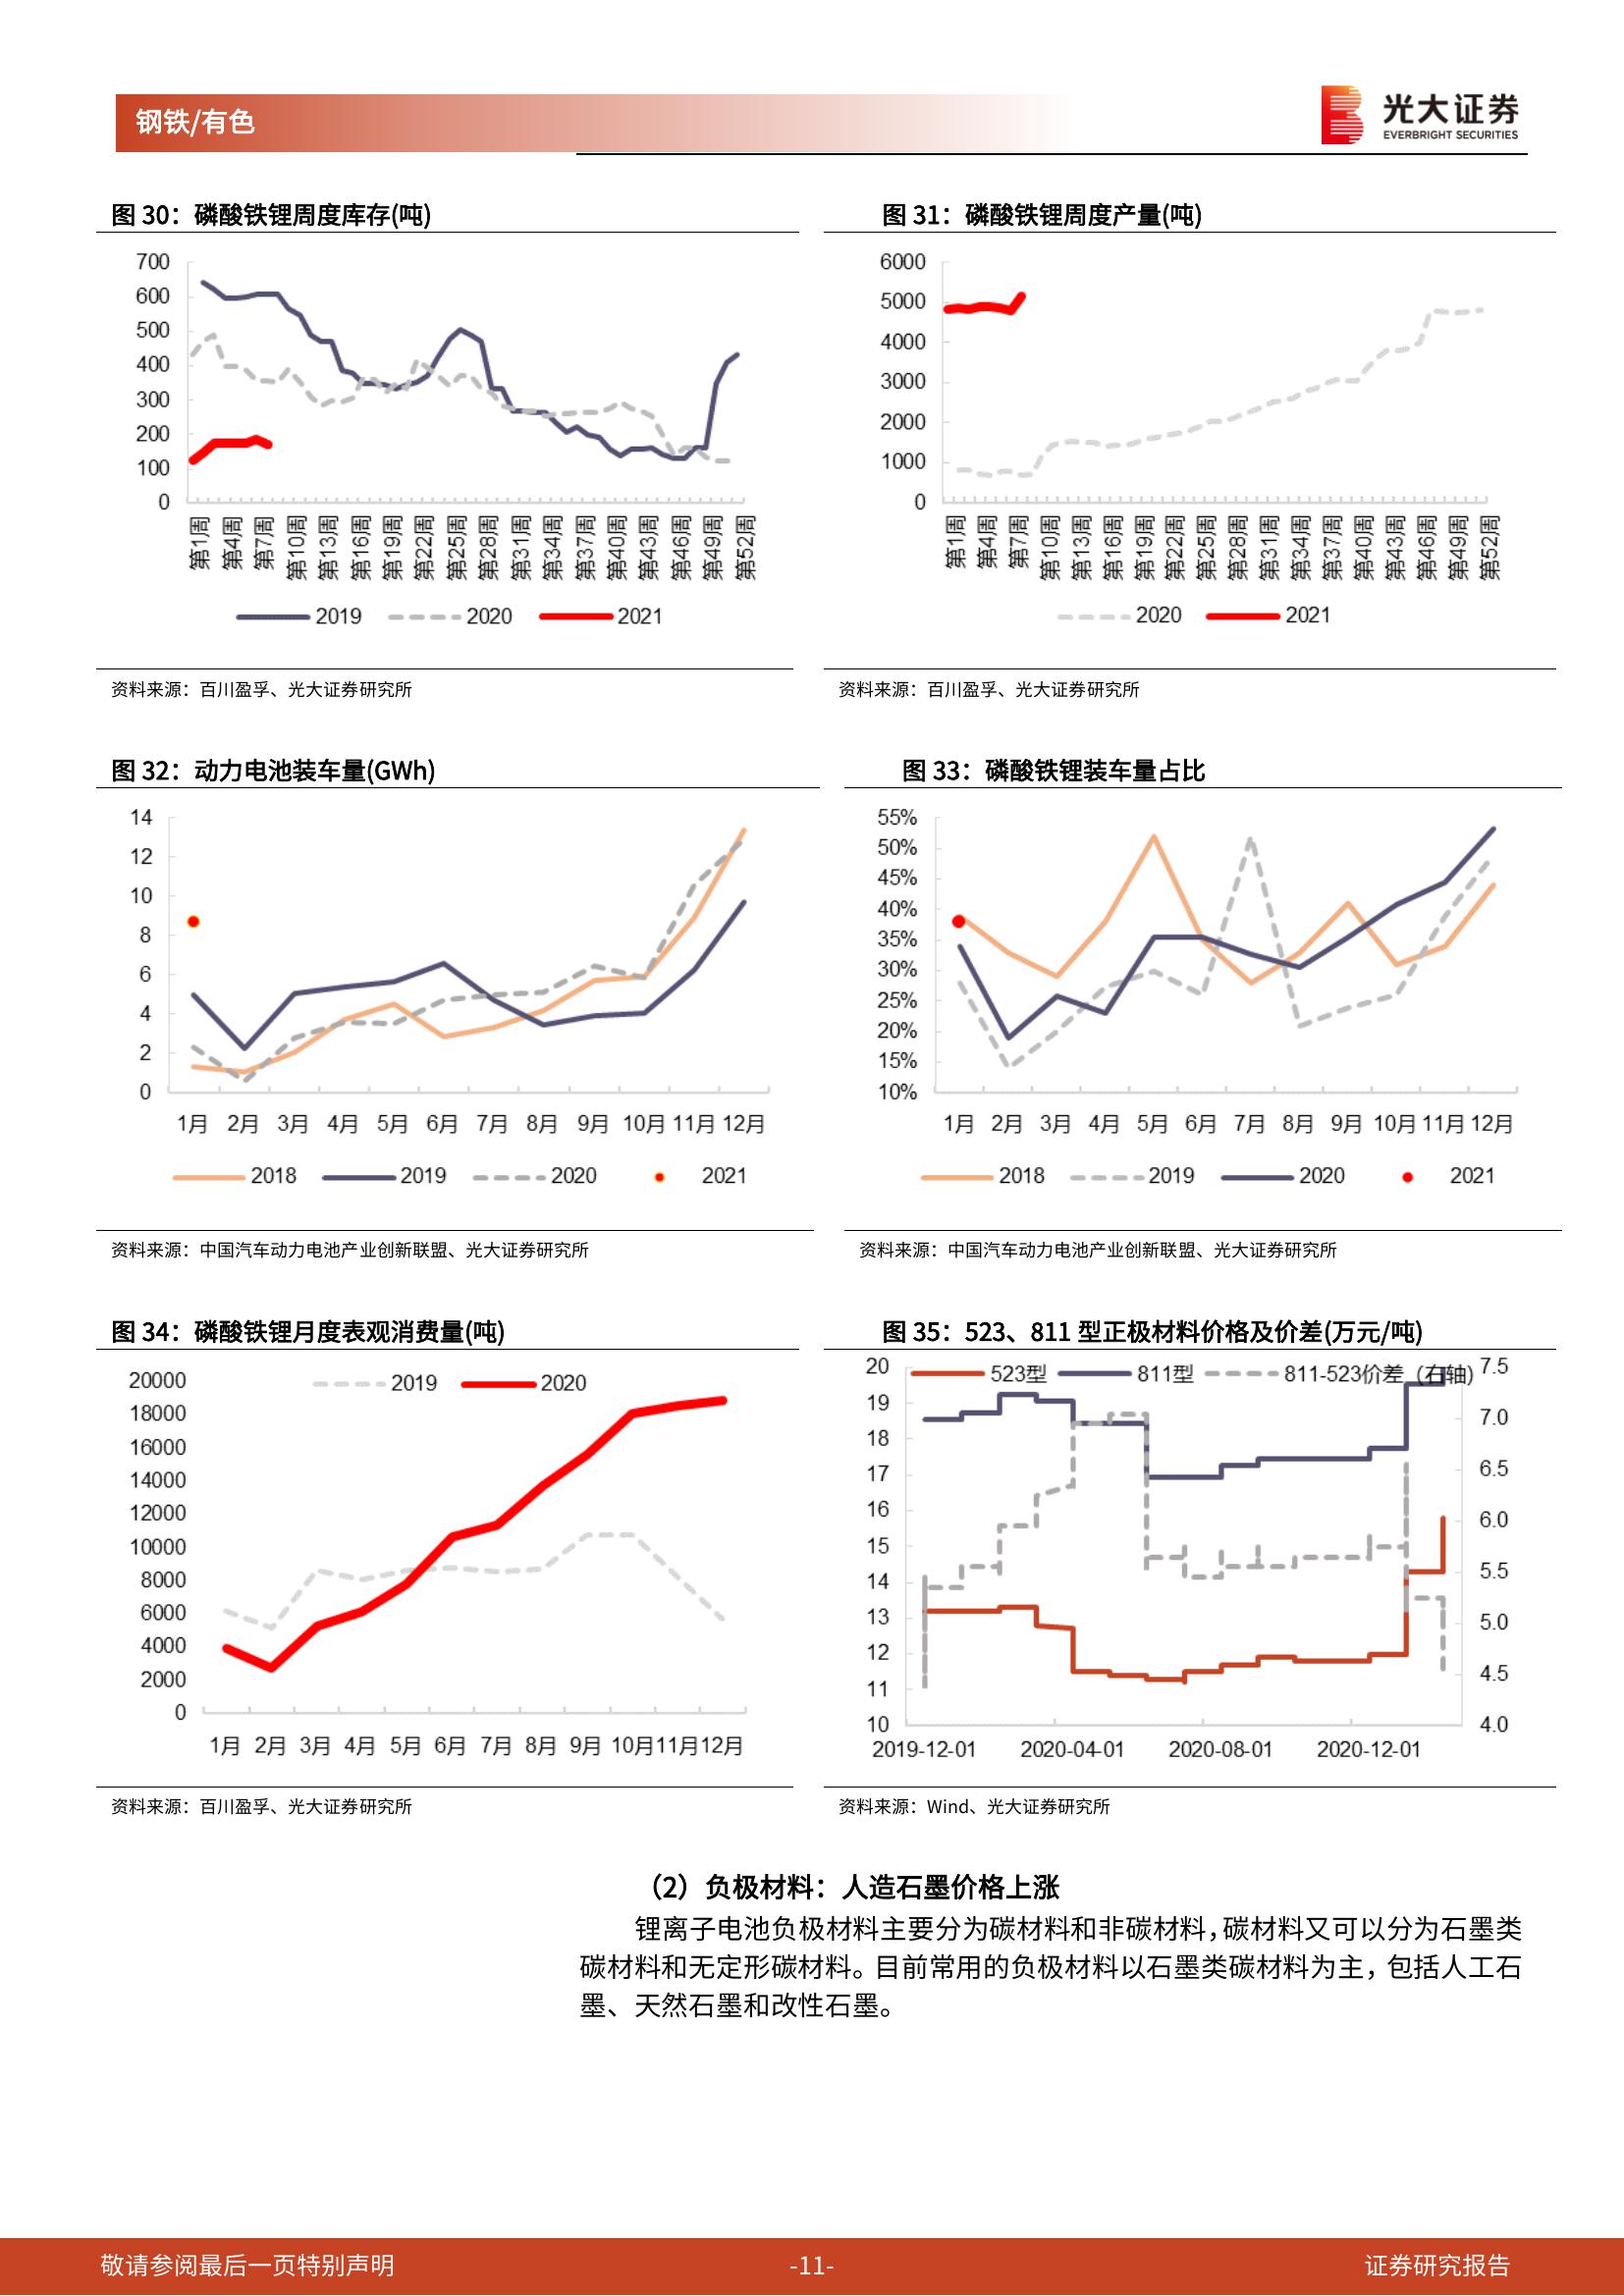 钢铁/有色
光大证券
EVERBRIGHT SECURITIES
图 30：磷酸铁锂周度库存(吨)
700
600
500
400
300
200
100
0
第1周 第4周 第7周 第10周 第13周 第16周 第19周 第22周 第25周 第28周 第31周 第34周 第37周 第40周 第43周 第46周 第49周 第52周
2019 2020 2021
资料来源：百川盈孚、光大证券研究所
图 31：磷酸铁锂周度产量(吨)
6000
5000
4000
3000
2000
1000
0
第1周 第4周 第7周 第10周 第13周 第16周 第19周 第22周 第25周 第28周 第31周 第34周 第37周 第40周 第43周 第46周 第49周 第52周
2020 2021
资料来源：百川盈孚、光大证券研究所
图 32：动力电池装车量(GWh)
14
12
10
8
6
4
2
0
1月 2月 3月 4月 5月 6月 7月 8月 9月 10月 11月 12月
2018 2019 2020 2021
资料来源：中国汽车动力电池产业创新联盟、光大证券研究所
图 33：磷酸铁锂装车量占比
55%
50%
45%
40%
35%
30%
25%
20%
15%
10%
1月 2月 3月 4月 5月 6月 7月 8月 9月 10月 11月 12月
2018 2019 2020 2021
资料来源：中国汽车动力电池产业创新联盟、光大证券研究所
图 34：磷酸铁锂月度表观消费量(吨)
2019 2020
20000
18000
16000
14000
12000
10000
8000
6000
4000
2000
0
1月 2月 3月 4月 5月 6月 7月 8月 9月 10月 11月 12月
资料来源：百川盈孚、光大证券研究所
图 35：523、811 型正极材料价格及价差(万元/吨)
523型 811型 811-523价差（右轴）
20
19
18
17
16
15
14
13
12
11
10
7.5
7.0
6.5
6.0
5.5
5.0
4.5
4.0
2019-12-01 2020-04-01 2020-08-01 2020-12-01
资料来源：Wind、光大证券研究所
（2）负极材料：人造石墨价格上涨
锂离子电池负极材料主要分为碳材料和非碳材料，碳材料又可以分为石墨类
碳材料和无定形碳材料。目前常用的负极材料以石墨类碳材料为主，包括人工石
墨、天然石墨和改性石墨。
敬请参阅最后一页特别声明
-11-
证券研究报告